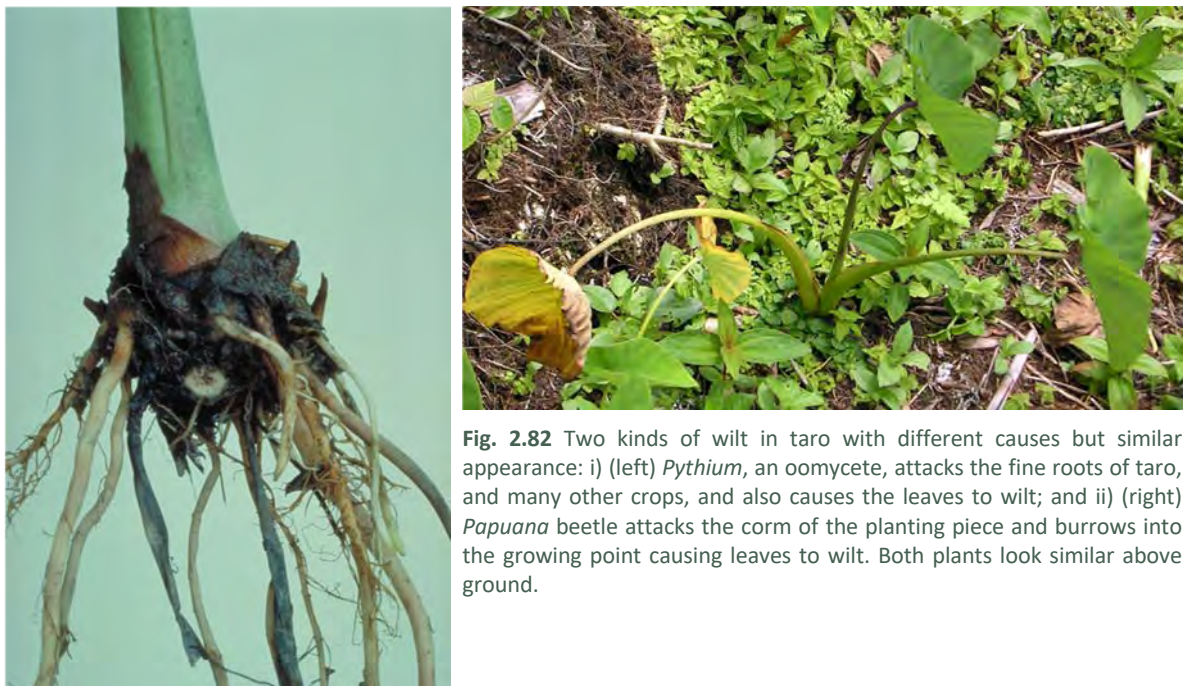 Fig. 2.82 Two kinds of wilt in taro with different causes but similar
appearance: i) (left) Pythium, an oomycete, attacks the fine roots of taro,
and many other crops, and also causes the leaves to wilt; and ii) (right)
Papuana beetle attacks the corm of the planting piece and burrows into
the growing point causing leaves to wilt. Both plants look similar above
ground.